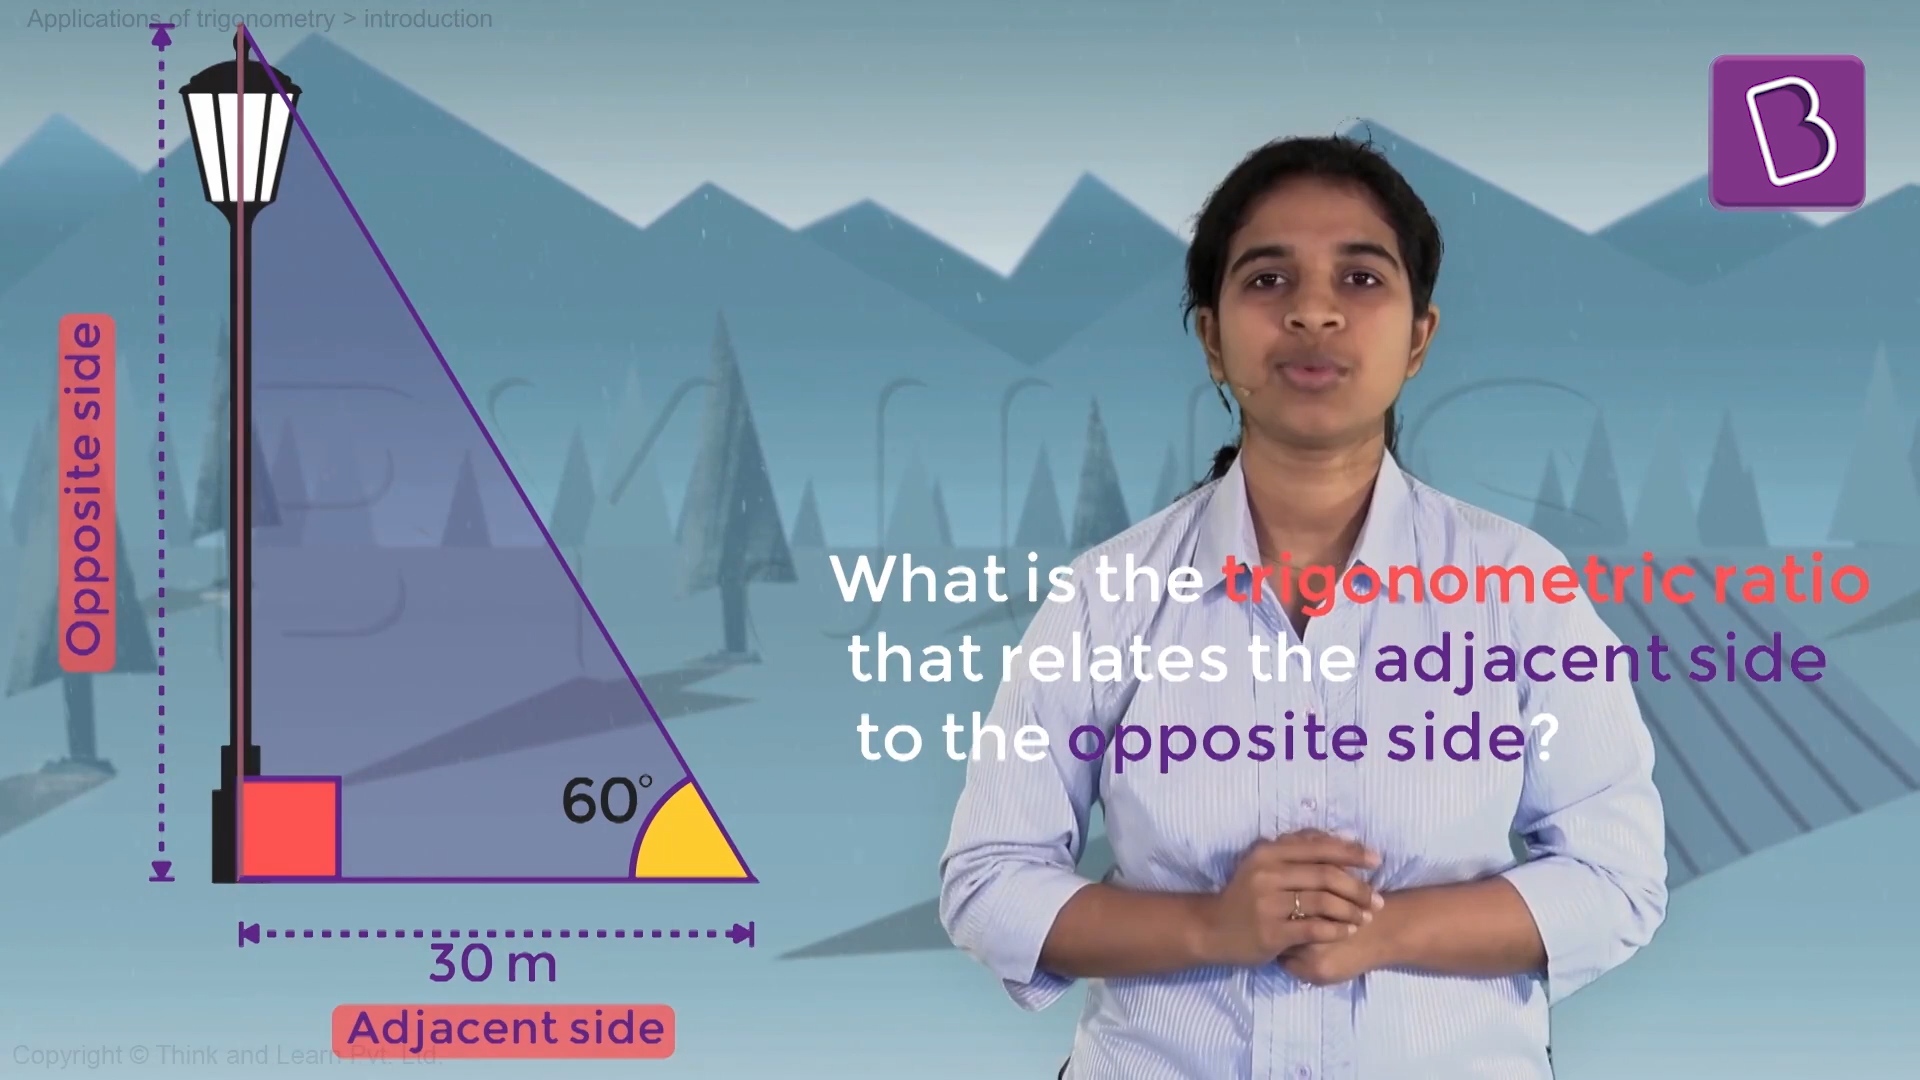 Applications of trigonometry > introduction
B
Opposite side
What is the trigonometric ratio
that relates the adjacent side
to the opposite side?
60°
30 m
Adjacent side
Copyright © Think and Learn Pvt. Ltd.